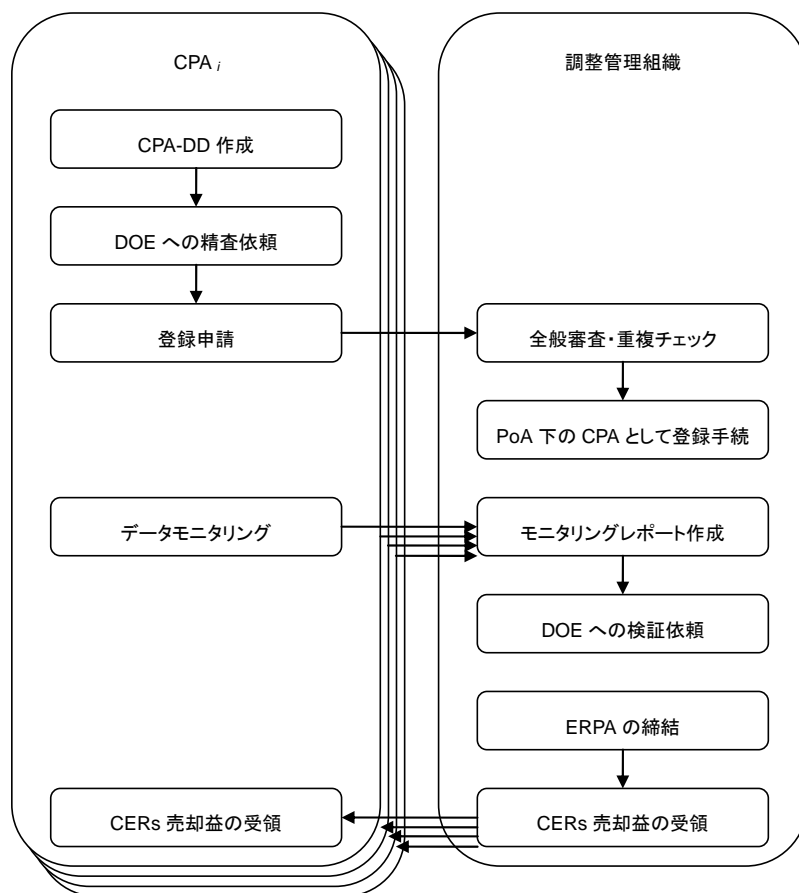 CPA i
調整管理組織
CPA-DD 作成
DOE への精査依頼
登録申請
全般審査・重複チェック
PoA 下の CPA として登録手続
データモニタリング
モニタリングレポート作成
DOE への検証依頼
ERPA の締結
CERs 売却益の受領
CERs 売却益の受領